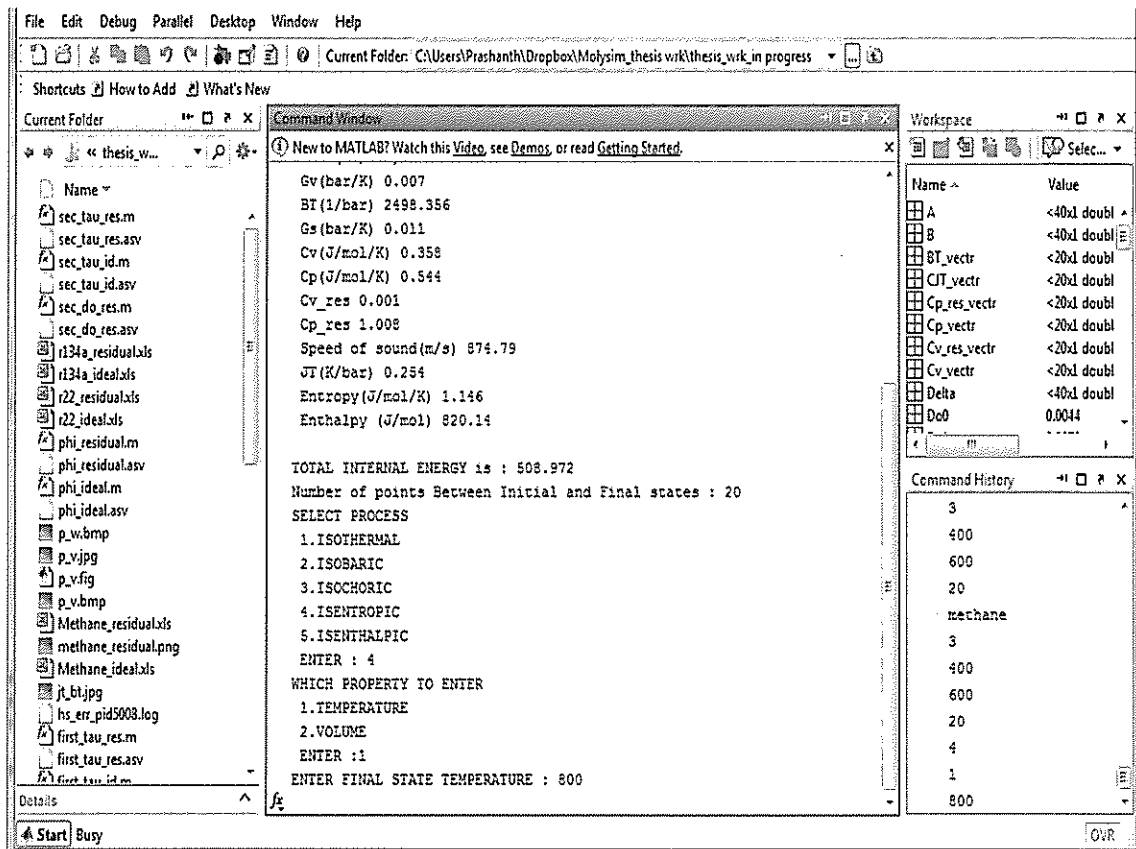 File Edit Debug Parallel Desktop Window Help
Current Folder: C:\Users\Prashanth\Dropbox\Molysim_thesis wrk\thesis_wrk_in progress
Shortcuts How to Add What's New
Current Folder
« thesis_w...
Name
sec_tau_res.m
sec_tau_res.asv
sec_tau_id.m
sec_tau_id.asv
sec_do_res.m
sec_do_res.asv
r134a_residual.xls
r134a_ideal.xls
r22_residual.xls
r22_ideal.xls
phi_residual.m
phi_residual.asv
phi_ideal.m
phi_ideal.asv
p_w.bmp
p_v.jpg
p_v.fig
p_v.bmp
Methane_residual.xls
methane_residual.png
Methane_ideal.xls
jt_bt.jpg
hs_err_pid5008.log
first_tau_res.m
first_tau_res.asv
first_tau_id.m
Details
Command Window
New to MATLAB? Watch this Video, see Demos, or read Getting Started.
Gv(bar/K) 0.007
BT(1/bar) 2498.356
Gs(bar/K) 0.011
Cv(J/mol/K) 0.358
Cp(J/mol/K) 0.544
Cv_res 0.001
Cp_res 1.008
Speed of sound(m/s) 874.79
JT(K/bar) 0.254
Entropy(J/mol/K) 1.146
Enthalpy (J/mol) 820.14
TOTAL INTERNAL ENERGY is : 508.972
Number of points Between Initial and Final states : 20
SELECT PROCESS
1.ISOTHERMAL
2.ISOBARIC
3.ISOCHORIC
4.ISENTROPIC
5.ISENTHALPIC
ENTER : 4
WHICH PROPERTY TO ENTER
1.TEMPERATURE
2.VOLUME
ENTER :1
ENTER FINAL STATE TEMPERATURE : 800
fx
Workspace
Selec...
Name Value
A <40x1 doubl
B <40x1 doubl
BT_vectr <20x1 doubl
CJT_vectr <20x1 doubl
Cp_res_vectr <20x1 doubl
Cp_vectr <20x1 doubl
Cv_res_vectr <20x1 doubl
Cv_vectr <20x1 doubl
Delta <40x1 doubl
Do0 0.0044
Command History
3
400
600
20
methane
3
400
600
20
4
1
800
Start Busy
OVR